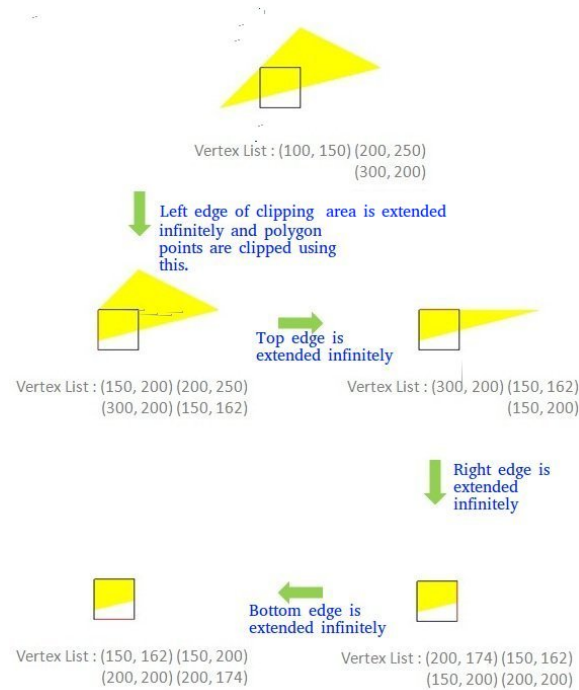 Vertex List : (100, 150) (200, 250)
(300, 200)
Left edge of clipping area is extended
infinitely and polygon
points are clipped using
this.
Top edge is
extended infinitely
Vertex List : (150, 200) (200, 250)
(300, 200) (150, 162)
Vertex List : (300, 200) (150, 162)
(150, 200)
Right edge is
extended
infinitely
Bottom edge is
extended infinitely
Vertex List : (150, 162) (150, 200)
(200, 200) (200, 174)
Vertex List : (200, 174) (150, 162)
(150, 200) (200, 200)